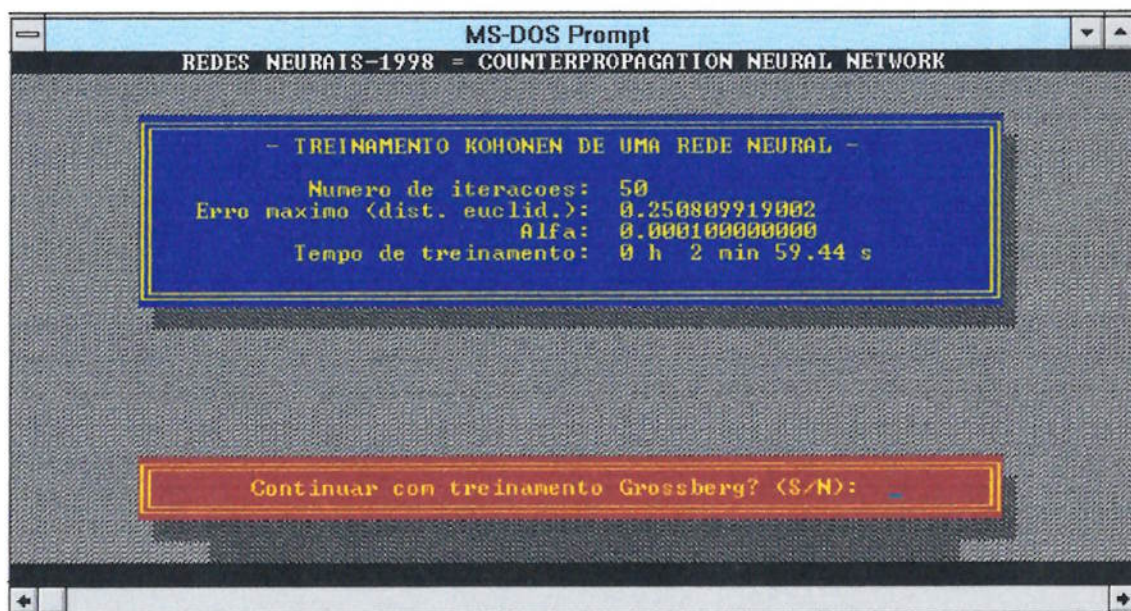 MS-DOS Prompt
REDES NEURAIS-1998 = COUNTERPROPAGATION NEURAL NETWORK
- TREINAMENTO KOHONEN DE UMA REDE NEURAL -
Numero de iteracoes: 50
Erro maximo (dist. euclid.): 0.250809919002
Alfa: 0.000100000000
Tempo de treinamento: 0 h 2 min 59.44 s
Continuar com treinamento Grossberg? (S/N): _